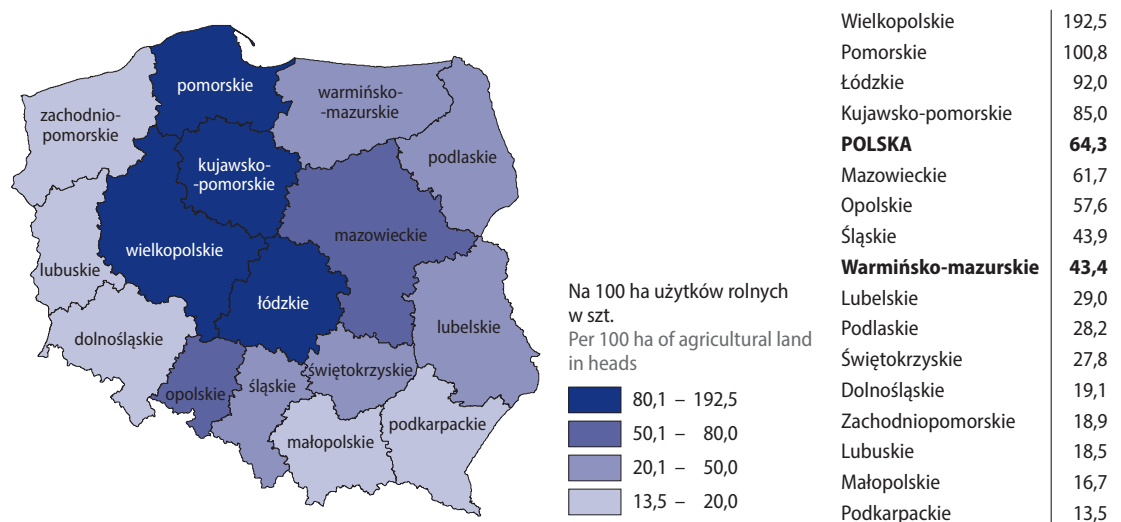 pomorskie
warmińsko-
-mazurskie
zachodnio-
pomorskie
podlaskie
kujawsko-
-pomorskie
mazowieckie
wielkopolskie
lubuskie
łódzkie
lubelskie
dolnośląskie
opolskie
śląskie
świętokrzyskie
małopolskie
podkarpackie
Na 100 ha użytków rolnych
w szt.
Per 100 ha of agricultural land
in heads
80,1 – 192,5
50,1 – 80,0
20,1 – 50,0
13,5 – 20,0
Wielkopolskie 192,5
Pomorskie 100,8
Łódzkie 92,0
Kujawsko-pomorskie 85,0
POLSKA 64,3
Mazowieckie 61,7
Opolskie 57,6
Śląskie 43,9
Warmińsko-mazurskie 43,4
Lubelskie 29,0
Podlaskie 28,2
Świętokrzyskie 27,8
Dolnośląskie 19,1
Zachodniopomorskie 18,9
Lubuskie 18,5
Małopolskie 16,7
Podkarpackie 13,5